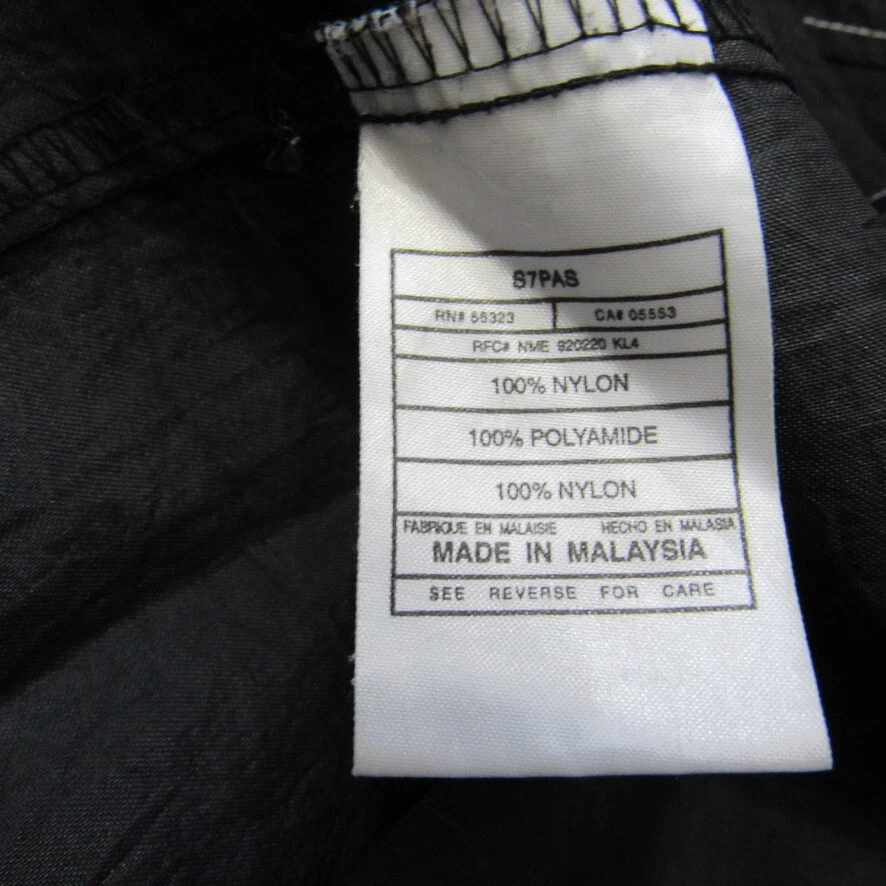 S7PAS
RN# 56323 CA# 05553
RFC# NME 920220 KL4
100% NYLON
100% POLYAMIDE
100% NYLON
FABRIQUE EN MALAISIE HECHO EN MALASIA
MADE IN MALAYSIA
SEE REVERSE FOR CARE